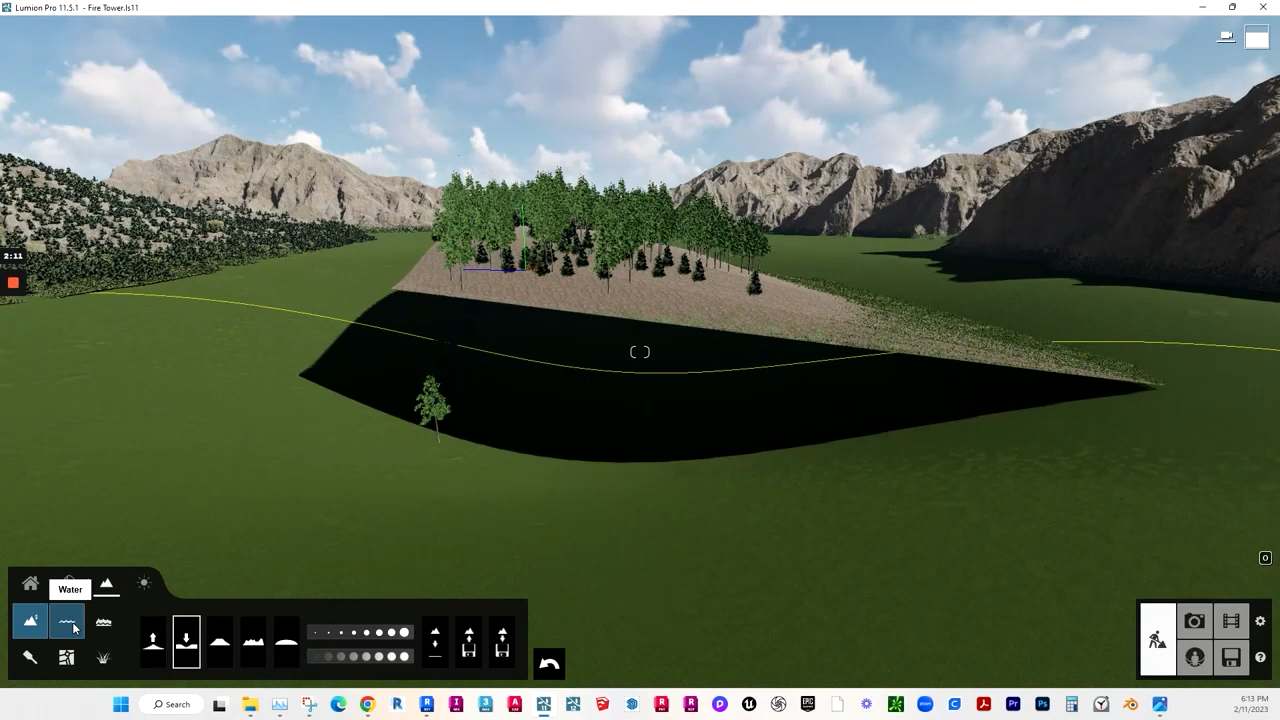 Lumion Pro 11.5.1 - Fire Tower.ls11
2:11
O
Water
Search
6:13 PM
2/11/2023